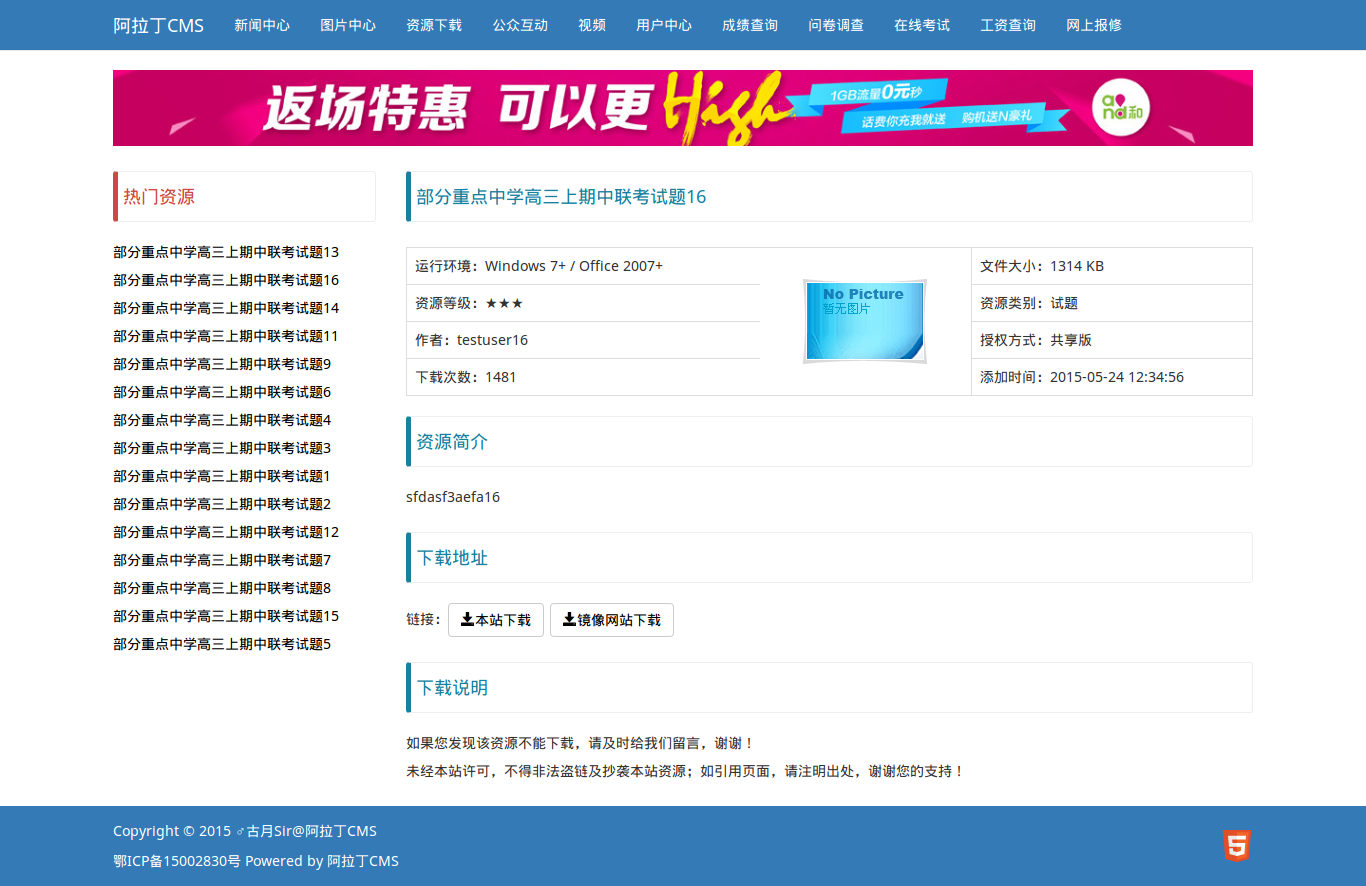 阿拉丁CMS 新闻中心 图片中心 资源下载 公众互动 视频 用户中心 成绩查询 问卷调查 在线考试 工资查询 网上报修
返场特惠 可以更High 1GB流量0元秒
话费你充我就送 购机送N豪礼
and和
热门资源
部分重点中学高三上期中联考试题13
部分重点中学高三上期中联考试题16
部分重点中学高三上期中联考试题14
部分重点中学高三上期中联考试题11
部分重点中学高三上期中联考试题9
部分重点中学高三上期中联考试题6
部分重点中学高三上期中联考试题4
部分重点中学高三上期中联考试题3
部分重点中学高三上期中联考试题1
部分重点中学高三上期中联考试题2
部分重点中学高三上期中联考试题12
部分重点中学高三上期中联考试题7
部分重点中学高三上期中联考试题8
部分重点中学高三上期中联考试题15
部分重点中学高三上期中联考试题5
部分重点中学高三上期中联考试题16
运行环境：Windows 7+ / Office 2007+
资源等级：★★★
作者：testuser16
下载次数：1481
No Picture
暂无图片
文件大小：1314 KB
资源类别：试题
授权方式：共享版
添加时间：2015-05-24 12:34:56
资源简介
sfdasf3aefa16
下载地址
链接： 本站下载 镜像网站下载
下载说明
如果您发现该资源不能下载，请及时给我们留言，谢谢！
未经本站许可，不得非法盗链及抄袭本站资源；如引用页面，请注明出处，谢谢您的支持！
Copyright © 2015 ♂古月Sir@阿拉丁CMS
鄂ICP备15002830号 Powered by 阿拉丁CMS
5